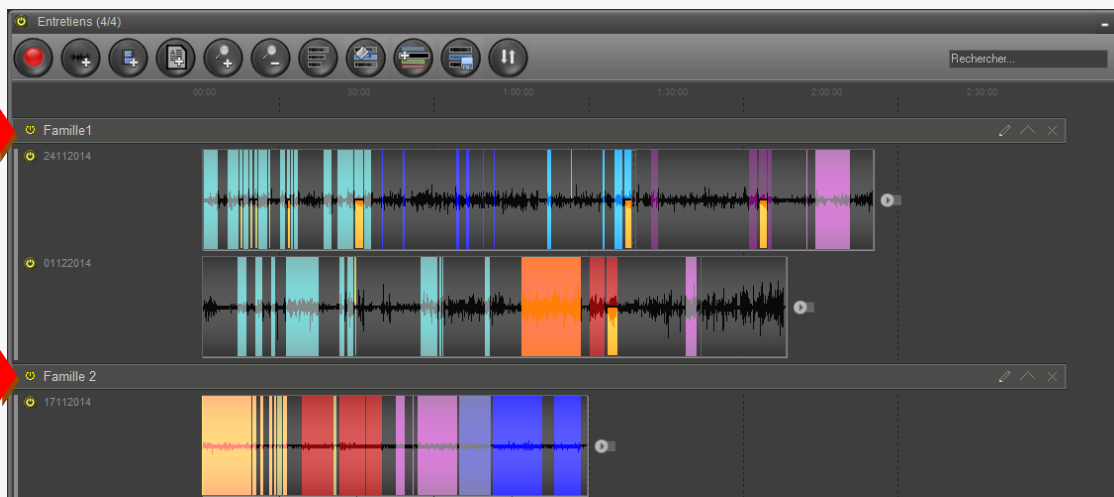 Entretiens (4/4)
Rechercher...
00:00 30:00 1:00:00 1:30:00 2:00:00 2:30:00
Famille1
24112014
01122014
Famille 2
17112014